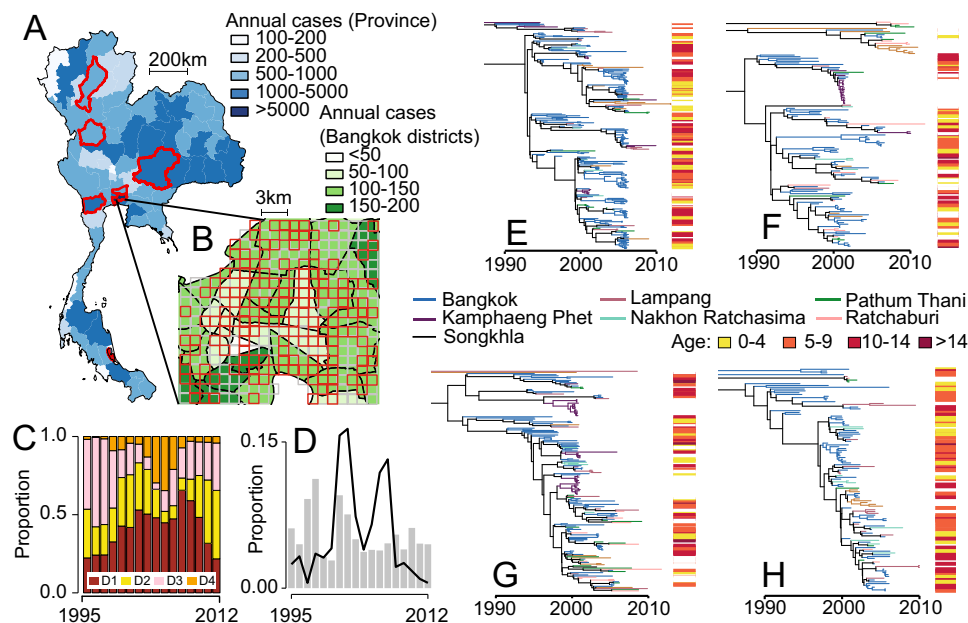 A
Annual cases (Province)
100-200
200-500
500-1000
1000-5000
>5000
200km
Annual cases
(Bangkok districts)
<50
50-100
100-150
150-200
3km
B
C
Proportion
1.0
0.5
0.0
D1 D2 D3 D4
1995 2012
D
Proportion
0.15
0.00
1995 2012
E
1990 2000 2010
F
1990 2000 2010
Bangkok Lampang Pathum Thani
Kamphaeng Phet Nakhon Ratchasima Ratchaburi
Songkhla
Age: 0-4 5-9 10-14 >14
G
1990 2000 2010
H
1990 2000 2010